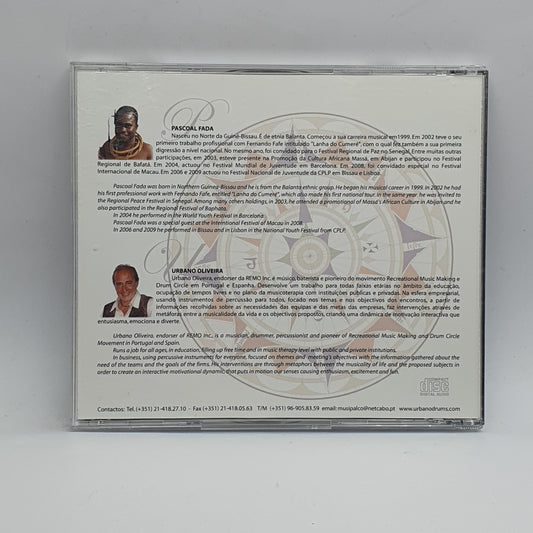 PASCOAL FADA
Nasceu no Norte da Guiné-Bissau. É de etnia Balanta. Começou a sua carreira musical em1999. Em 2002 teve o seu
primeiro trabalho profissional com Fernando Fafe intitulado "Lanha do Cumeré", com o qual fez também a sua primeira
digressão a nível nacional. No mesmo ano, foi convidado para o Festival Regional de Paz no Senegal. Entre muitas outras
participações, em 2003, esteve presente na Promoção da Cultura Africana Massá, em Abijan e participou no Festival
Regional de Bafatá. Em 2004, actuou no Festival Mundial de Juventude em Barcelona. Em 2008, foi convidado especial no Festival
Internacional de Macau. Em 2006 e 2009 actuou no Festival Nacional de Juventude da CPLP em Bissau e Lisboa.
Pascoal Fada was born in Northern Guinea-Bissau and he is from the Balanta ethnic group. He began his musical career in 1999. In 2002 he had
his first professional work with Fernando Fafe, entitled "Lanha do Cumeré", which also made his first national tour. In the same year he was invited to
the Regional Peace Festival in Senegal. Among many others holdings, in 2003, he attended a promotional of Massa's African Culture in Abijan and he
also participated in the Regional Festival of Baphata.
In 2004 he performed in the World Youth Festival in Barcelona.
Pascoal Fada was a special guest at the International Festival of Macau in 2008.
In 2006 and 2009 he performed in Bissau and in Lisbon in the National Youth Festival from CPLP.
URBANO OLIVEIRA
Urbano Oliveira, endorser da REMO Inc. é músico, baterista e pioneiro do movimento Recreational Music Making e
Drum Circle em Portugal e Espanha. Desenvolve um trabalho para todas faixas etárias no âmbito da educação,
ocupação de tempos livres e no plano da musicoterapia com instituições públicas e privadas. Na esfera empresarial,
usando instrumentos de percussão para todos, focado nos temas e nos objectivos dos encontros, a partir de
informações recolhidas sobre as necessidades das equipas e das metas das empresas, faz intervenções através de
metáforas entre a musicalidade da vida e os objectivos propostos, criando uma dinâmica de motivação interactiva que
entusiasma, emociona e diverte.
Urbano Oliveira, endorser of REMO Inc., is a musician, drummer, percussionist and pioneer of Recreational Music Making and Drum Circle
Movement in Portugal and Spain.
Runs a job for all ages, in education, filling up free time and in music therapy level with public and private institutions.
In business, using percussive instruments for everyone, focused on themes and meeting's objectives with the information gathered about the
need of the teams and the goals of the firms. His interventions are through metaphors between the musicality of life and the proposed subjects in
order to create an interactive motivational dynamic that puts in motion our senses causing enthusiasm, excitement and fun.
COMPACT
disc
DIGITAL AUDIO
Contactos: Tel.(+351) 21-418.27.10 - Fax (+351) 21-418.05.63 T/M (+351) 96-905.83.59 email:musipalco@netcabo.pt www.urbanodrums.com